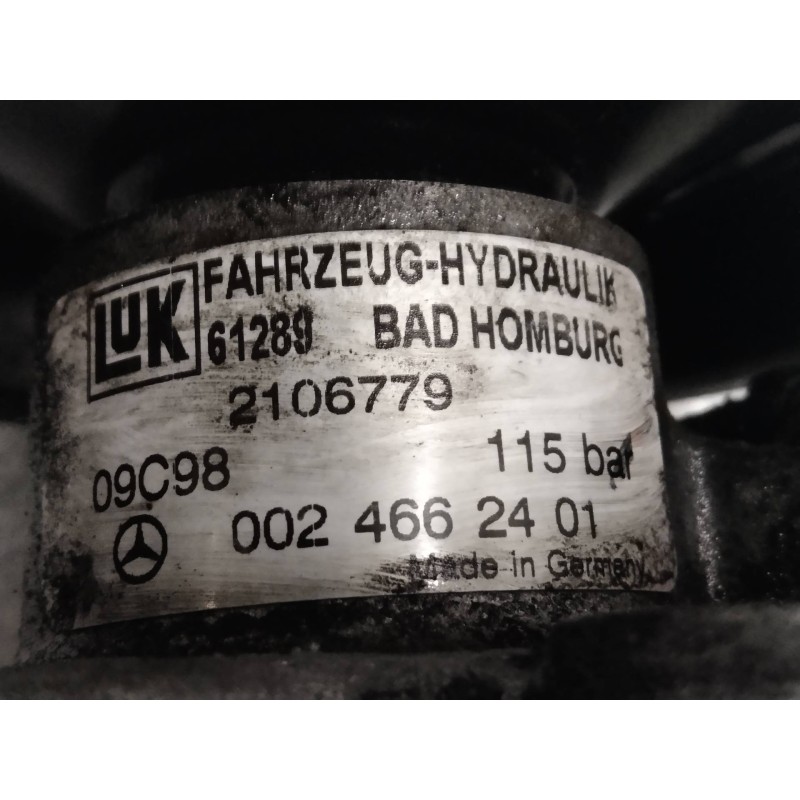 LUK FAHRZEUG-HYDRAULIK
61289 BAD HOMBURG
2106779
09C98 115 bar
002 466 24 01
Made in Germany